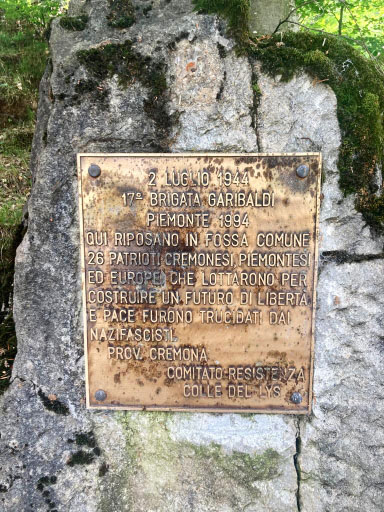 2 LUGLIO 1944
17ª BRIGATA GARIBALDI
PIEMONTE 1994
QUI RIPOSANO IN FOSSA COMUNE
26 PATRIOTI CREMONESI, PIEMONTESI
ED EUROPEI CHE LOTTARONO PER
COSTRUIRE UN FUTURO DI LIBERTÀ
E PACE FURONO TRUCIDATI DAI
NAZIFASCISTI.
PROV. CREMONA
COMITATO RESISTENZA
COLLE DEL LYS